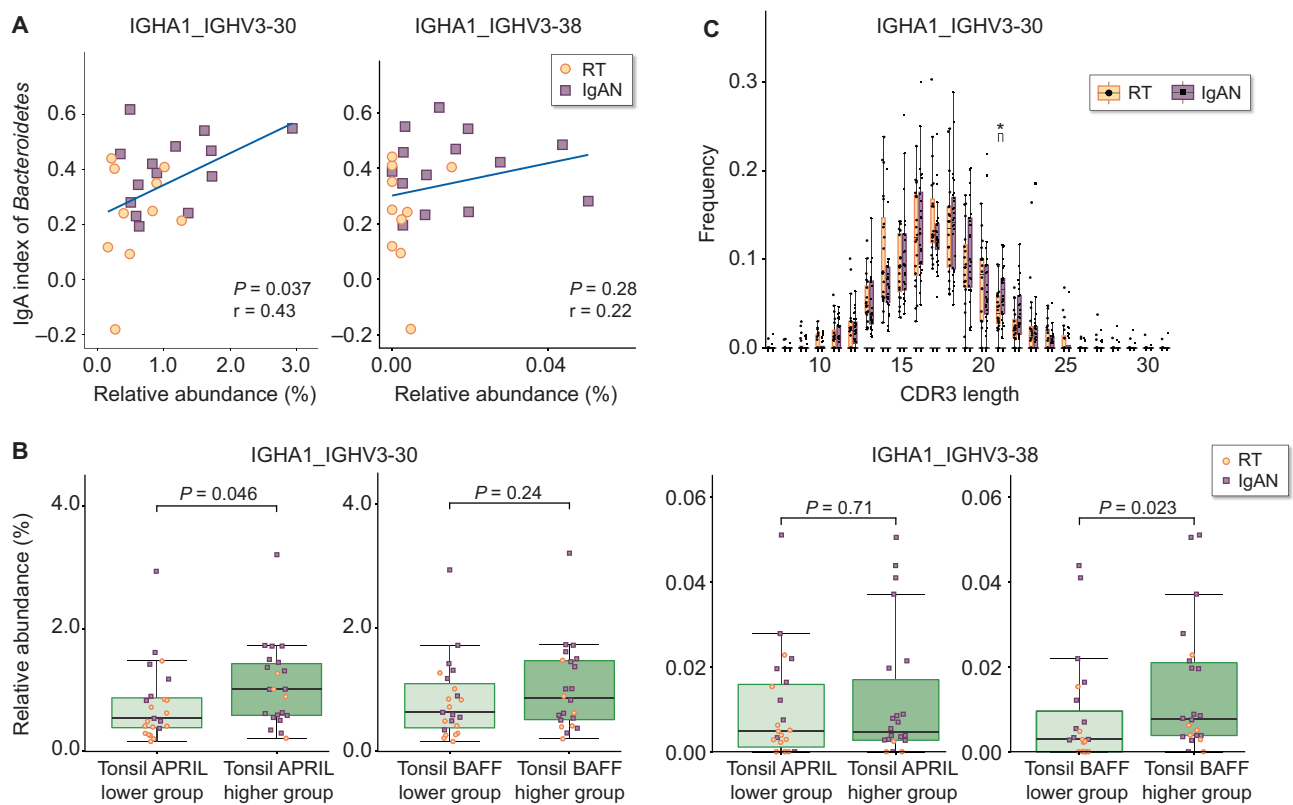 A
IGHA1_IGHV3-30
IGHA1_IGHV3-38
RT
IgAN
IgA index of Bacteroidetes
0.6
0.4
0.2
0.0
–0.2
0.0
1.0
2.0
3.0
P = 0.037
r = 0.43
Relative abundance (%)
0.6
0.4
0.2
0.0
–0.2
0.00
0.04
P = 0.28
r = 0.22
Relative abundance (%)
C
IGHA1_IGHV3-30
RT
IgAN
*
Frequency
0.3
0.2
0.1
0.0
10
15
20
25
30
CDR3 length
B
IGHA1_IGHV3-30
Relative abundance (%)
4.0
2.0
0.0
P = 0.046
Tonsil APRIL
lower group
Tonsil APRIL
higher group
4.0
2.0
0.0
P = 0.24
Tonsil BAFF
lower group
Tonsil BAFF
higher group
IGHA1_IGHV3-38
RT
IgAN
Relative abundance (%)
0.06
0.04
0.02
0.00
P = 0.71
Tonsil APRIL
lower group
Tonsil APRIL
higher group
0.06
0.04
0.02
0.00
P = 0.023
Tonsil BAFF
lower group
Tonsil BAFF
higher group